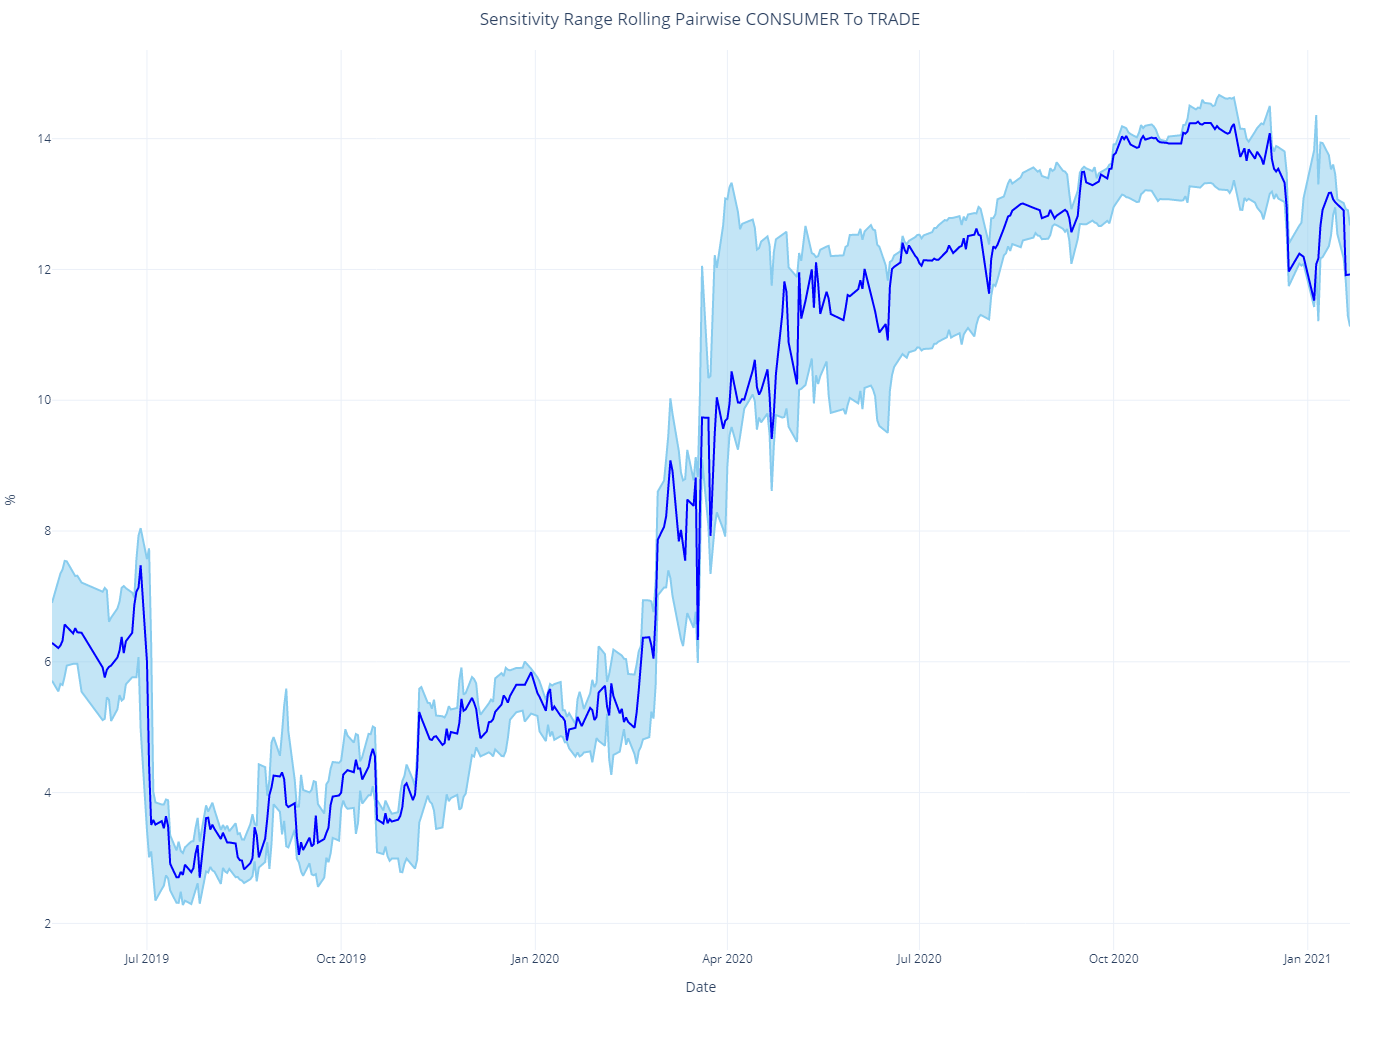 Sensitivity Range Rolling Pairwise CONSUMER To TRADE
14
12
10
8
6
4
2
%
Jul 2019
Oct 2019
Jan 2020
Apr 2020
Jul 2020
Oct 2020
Jan 2021
Date